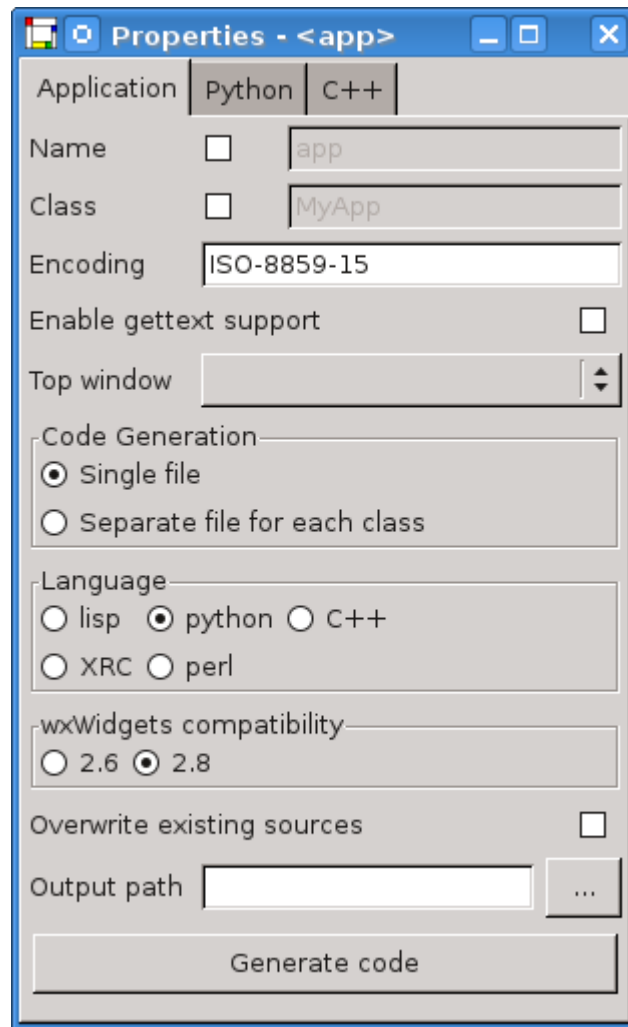 Properties - <app>
Application Python C++
Name app
Class MyApp
Encoding ISO-8859-15
Enable gettext support
Top window
Code Generation
Single file
Separate file for each class
Language
lisp python C++
XRC perl
wxWidgets compatibility
2.6 2.8
Overwrite existing sources
Output path ...
Generate code